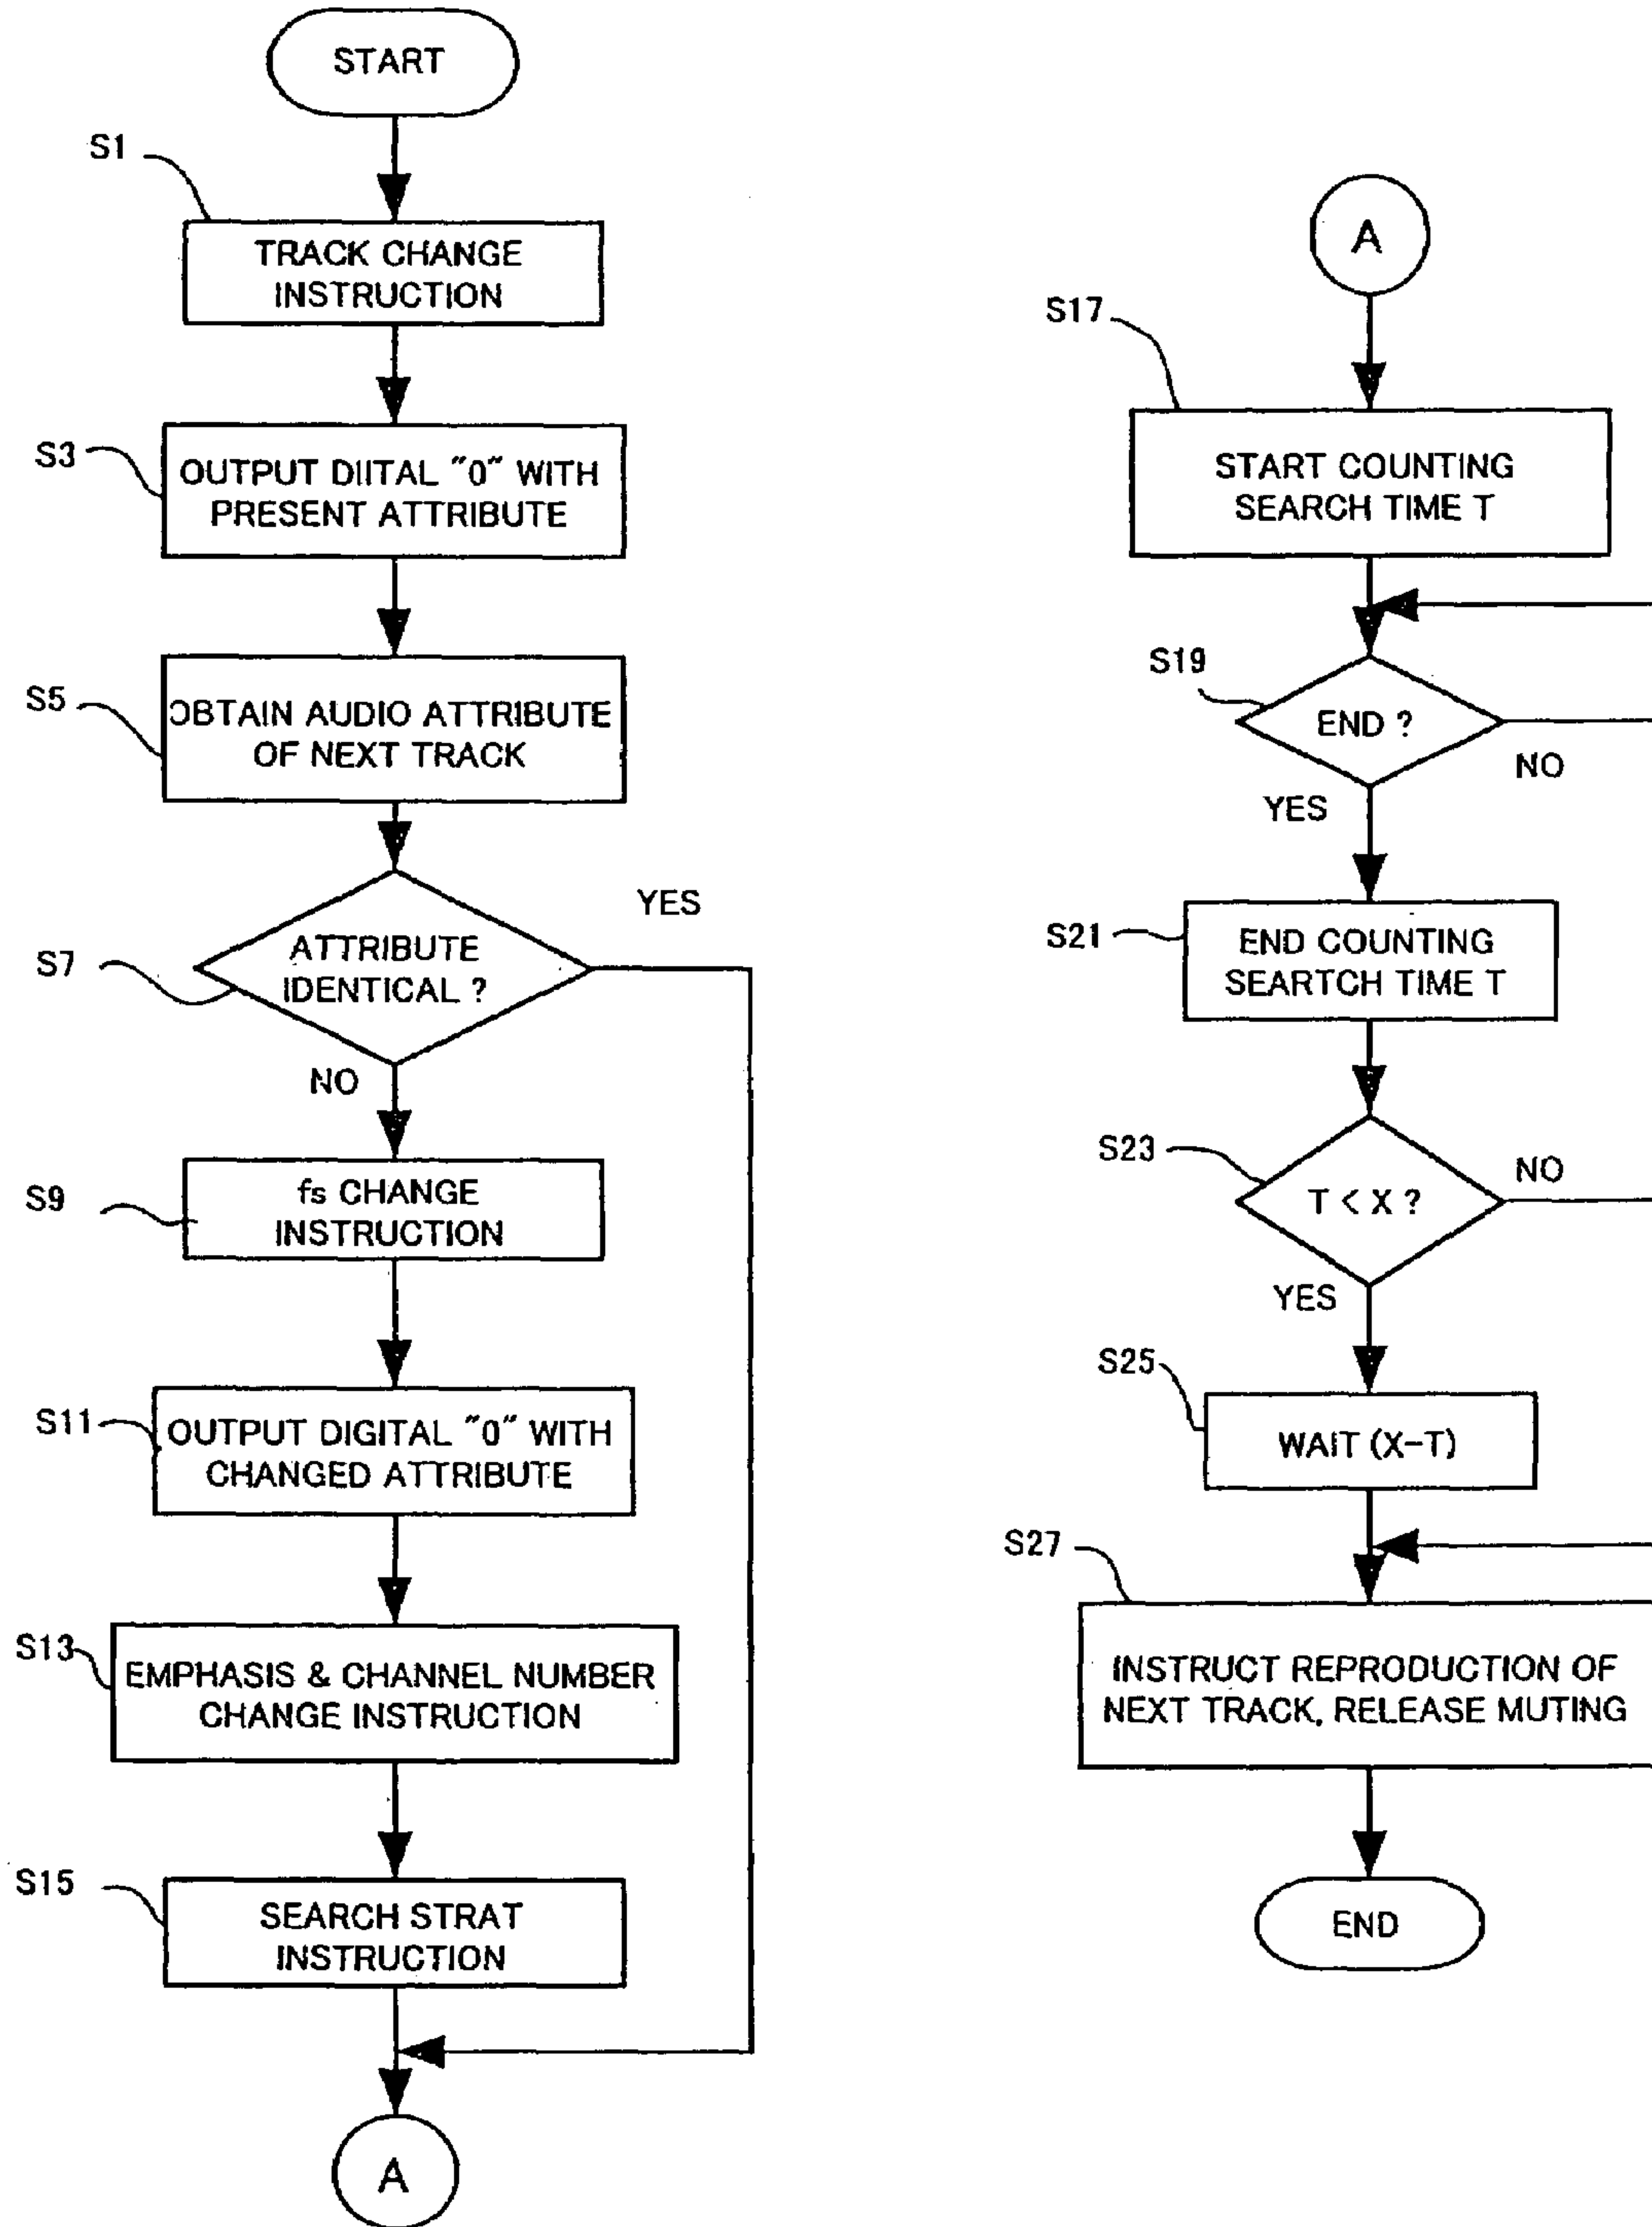 START
S1
TRACK CHANGE
INSTRUCTION
S3
OUTPUT DIITAL "0" WITH
PRESENT ATTRIBUTE
S5
OBTAIN AUDIO ATTRIBUTE
OF NEXT TRACK
S7
ATTRIBUTE
IDENTICAL ?
YES
NO
S9
fs CHANGE
INSTRUCTION
S11
OUTPUT DIGITAL "0" WITH
CHANGED ATTRIBUTE
S13
EMPHASIS & CHANNEL NUMBER
CHANGE INSTRUCTION
S15
SEARCH STRAT
INSTRUCTION
A
A
S17
START COUNTING
SEARCH TIME T
S19
END ?
NO
YES
S21
END COUNTING
SEARTCH TIME T
S23
T < X ?
NO
YES
S25
WAIT (X-T)
S27
INSTRUCT REPRODUCTION OF
NEXT TRACK, RELEASE MUTING
END